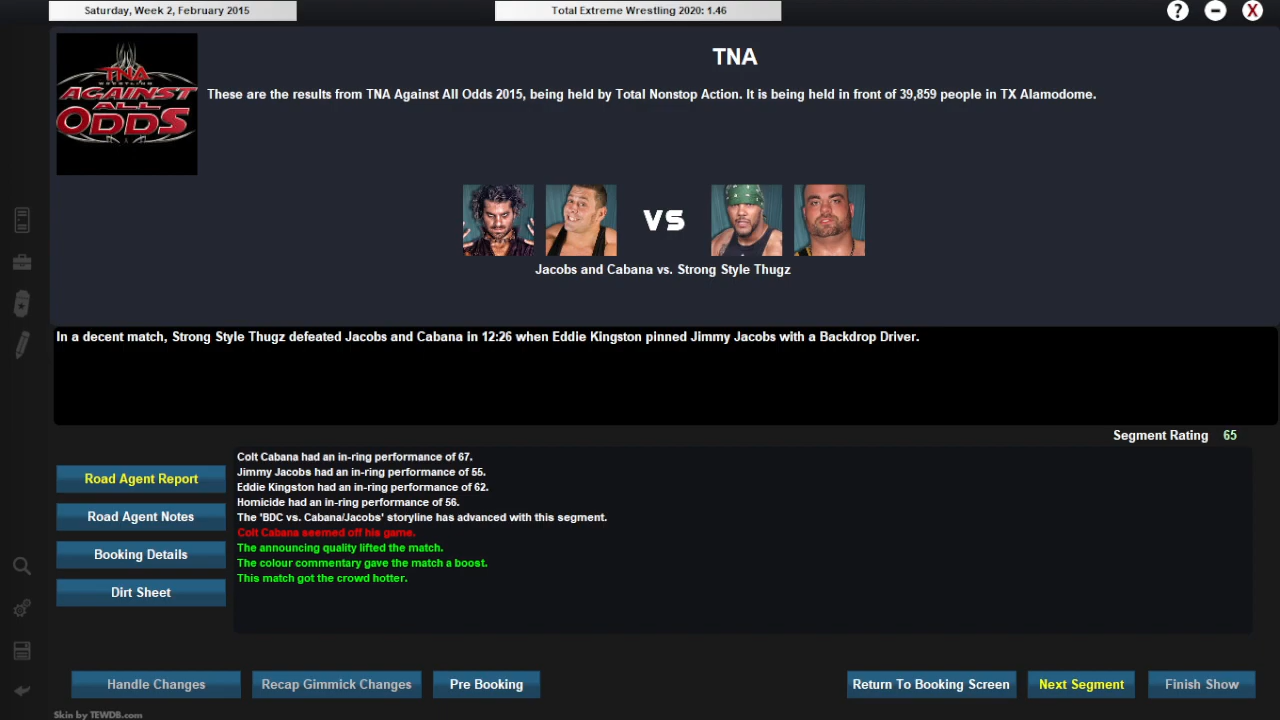 Saturday, Week 2, February 2015
Total Extreme Wrestling 2020: 1.46
?
X
TNA
WRESTLING
AGAINST
ALL
ODDS
TNA
These are the results from TNA Against All Odds 2015, being held by Total Nonstop Action. It is being held in front of 39,859 people in TX Alamodome.
VS
Jacobs and Cabana vs. Strong Style Thugz
In a decent match, Strong Style Thugz defeated Jacobs and Cabana in 12:26 when Eddie Kingston pinned Jimmy Jacobs with a Backdrop Driver.
Segment Rating 65
Road Agent Report
Road Agent Notes
Booking Details
Dirt Sheet
Colt Cabana had an in-ring performance of 67.
Jimmy Jacobs had an in-ring performance of 55.
Eddie Kingston had an in-ring performance of 62.
Homicide had an in-ring performance of 56.
The 'BDC vs. Cabana/Jacobs' storyline has advanced with this segment.
Colt Cabana seemed off his game.
The announcing quality lifted the match.
The colour commentary gave the match a boost.
This match got the crowd hotter.
Handle Changes
Recap Gimmick Changes
Pre Booking
Return To Booking Screen
Next Segment
Finish Show
Skin by TEWDB.com